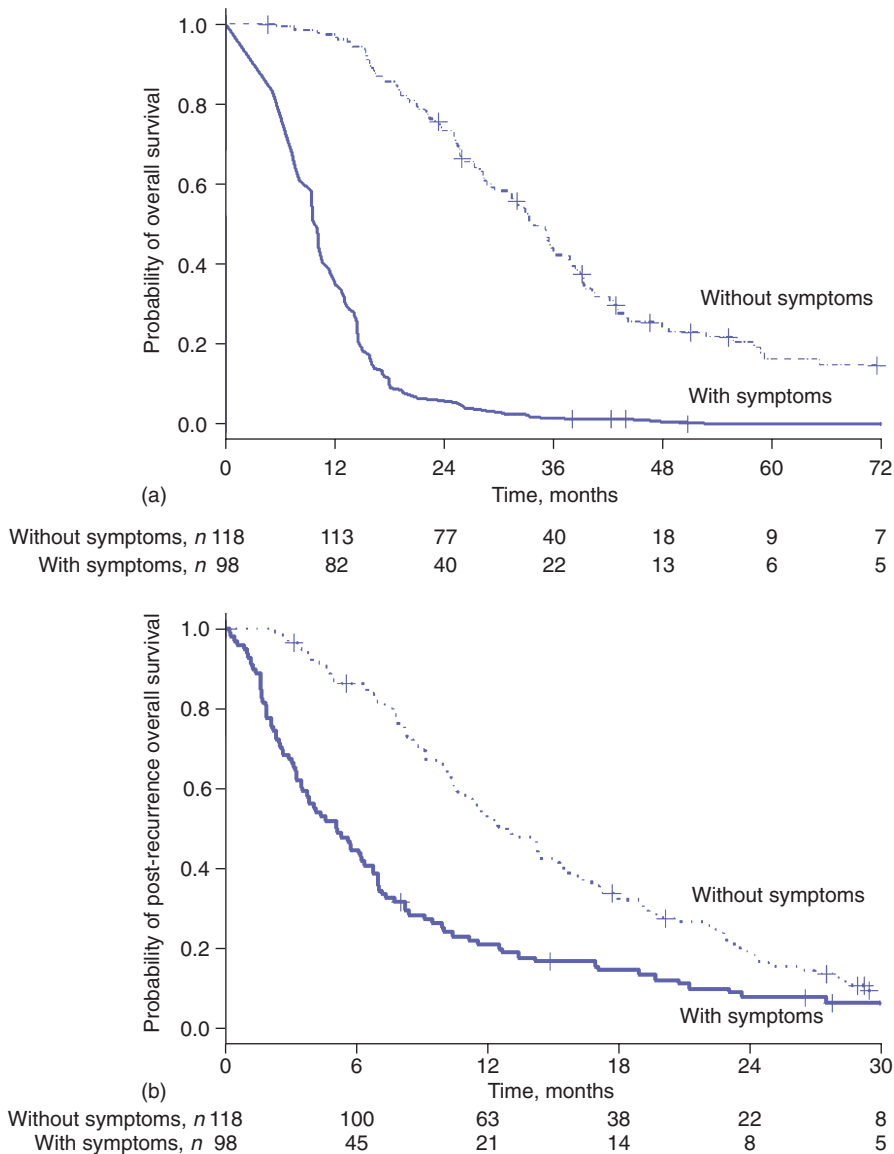 Probability of overall survival
1.0
0.8
0.6
0.4
0.2
0.0
Without symptoms
With symptoms
0 12 24 36 48 60 72
(a)
Time, months
Without symptoms, n 118 113 77 40 18 9 7
With symptoms, n 98 82 40 22 13 6 5
Probability of post-recurrence overall survival
1.0
0.8
0.6
0.4
0.2
0.0
Without symptoms
With symptoms
0 6 12 18 24 30
(b)
Time, months
Without symptoms, n 118 100 63 38 22 8
With symptoms, n 98 45 21 14 8 5